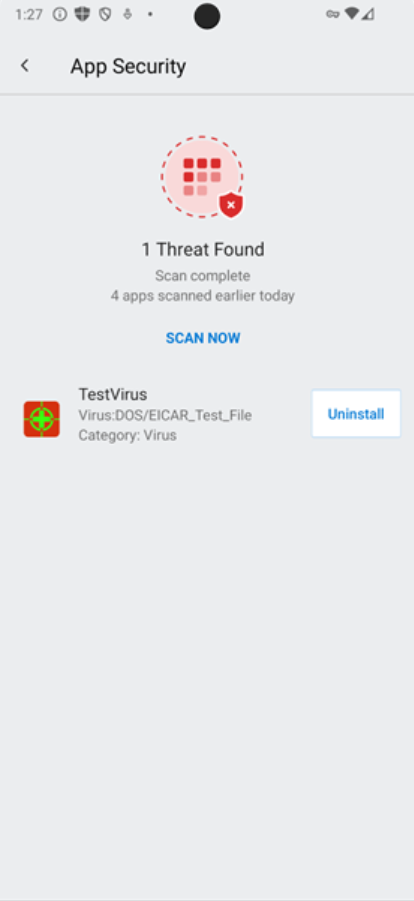 1:27
App Security
1 Threat Found
Scan complete
4 apps scanned earlier today
SCAN NOW
TestVirus
Virus:DOS/EICAR_Test_File
Category: Virus
Uninstall